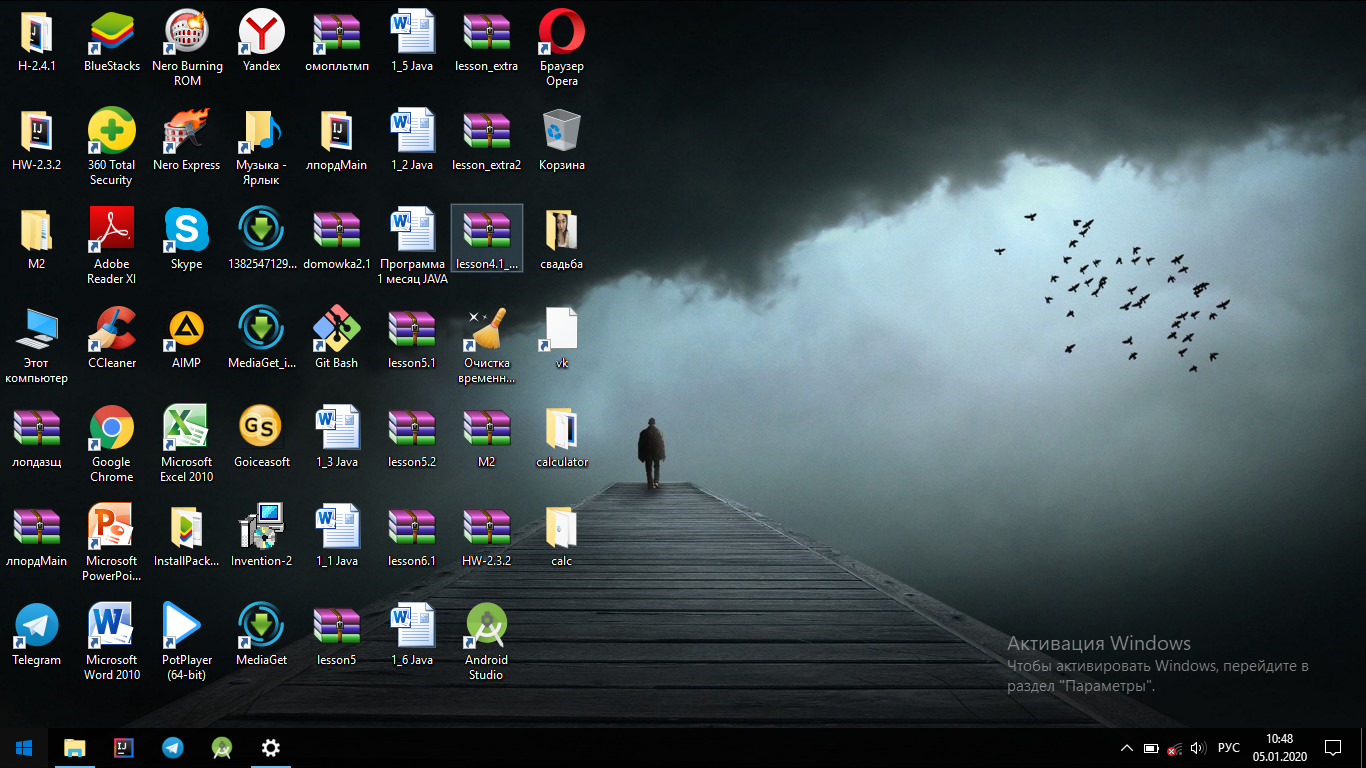 H-2.4.1
BlueStacks
Nero Burning
ROM
Yandex
омопльтмп
1_5 Java
lesson_extra
Браузер
Opera
HW-2.3.2
360 Total
Security
Nero Express
Музыка -
Ярлык
лпордMain
1_2 Java
lesson_extra2
Корзина
M2
Adobe
Reader XI
Skype
1382547129...
domowka2.1
Программа
1 месяц JAVA
lesson4.1_...
свадьба
Этот
компьютер
CCleaner
AIMP
MediaGet_i...
Git Bash
lesson5.1
Очистка
временн...
vk
лопдазщ
Google
Chrome
Microsoft
Excel 2010
Goiceasoft
1_3 Java
lesson5.2
M2
calculator
лпордMain
Microsoft
PowerPoi...
InstallPack...
Invention-2
1_1 Java
lesson6.1
HW-2.3.2
calc
Telegram
Microsoft
Word 2010
PotPlayer
(64-bit)
MediaGet
lesson5
1_6 Java
Android
Studio
Активация Windows
Чтобы активировать Windows, перейдите в
раздел "Параметры".
РУС
10:48
05.01.2020